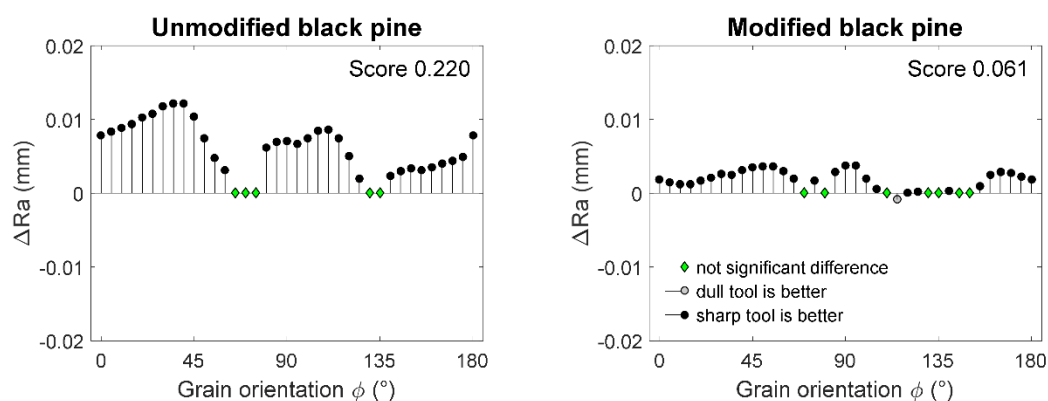 Unmodified black pine
Score 0.220
0.02
0.01
0
-0.01
-0.02
ΔRa (mm)
0 45 90 135 180
Grain orientation ϕ (°)
Modified black pine
Score 0.061
0.02
0.01
0
-0.01
-0.02
ΔRa (mm)
not significant difference
dull tool is better
sharp tool is better
0 45 90 135 180
Grain orientation ϕ (°)